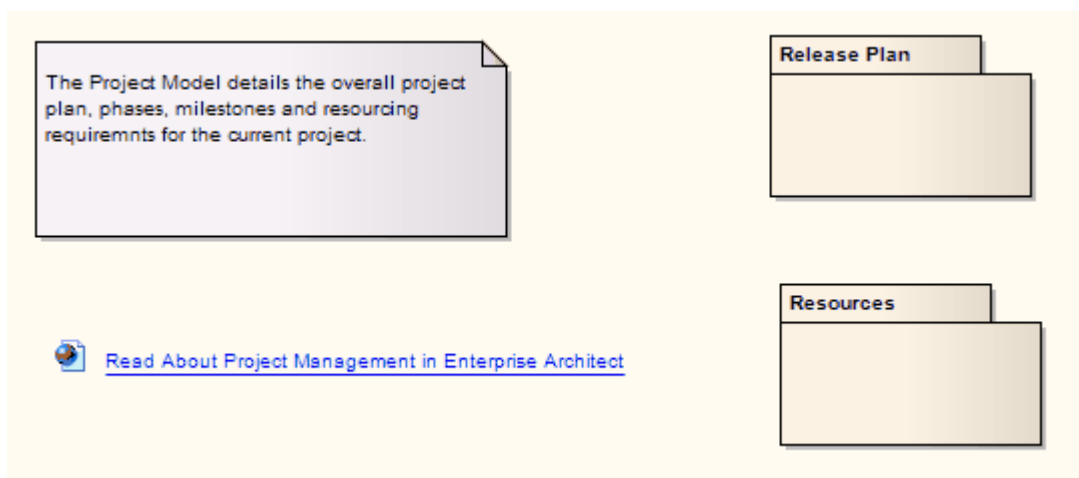 The Project Model details the overall project
plan, phases, milestones and resourcing
requiremnts for the current project.
Release Plan
Resources
Read About Project Management in Enterprise Architect